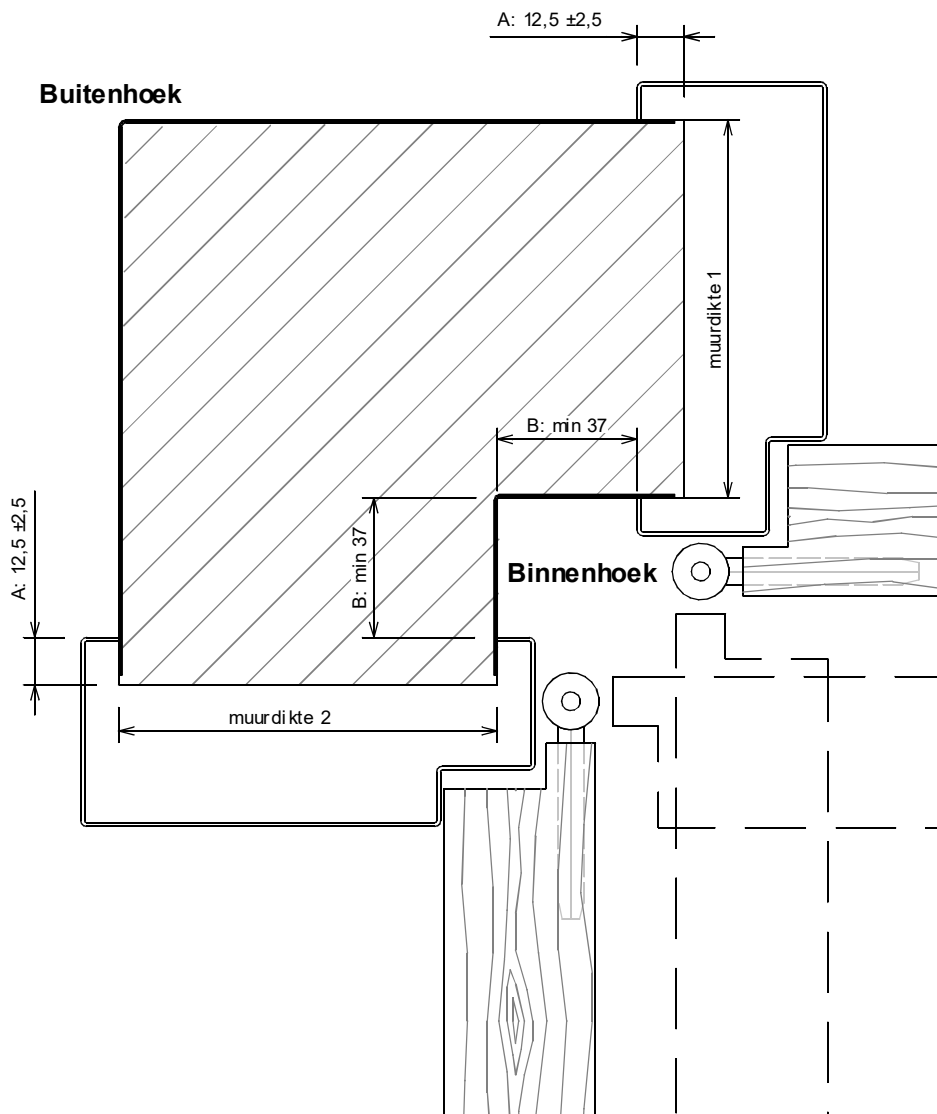 A: 12,5 ±2,5
Buitenhoek
muurdikte 1
B: min 37
A: 12,5 ±2,5
B: min 37
Binnenhoek
muurdikte 2